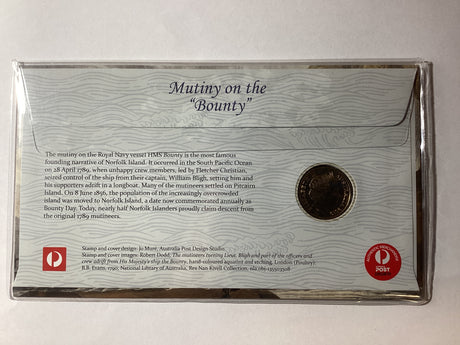 Mutiny on the
"Bounty"
The mutiny on the Royal Navy vessel HMS Bounty is the most famous
founding narrative of Norfolk Island. It occurred in the South Pacific Ocean
on 28 April 1789, when unhappy crew members, led by Fletcher Christian,
seized control of the ship from their captain, William Bligh, setting him and
his supporters adrift in a longboat. Many of the mutineers settled on Pitcairn
Island. On 8 June 1856, the population of the increasingly overcrowded
island was moved to Norfolk Island, a date now commemorated annually as
Bounty Day. Today, nearly half Norfolk Islanders proudly claim descent from
the original 1789 mutineers.
Stamp and cover design: Jo Muré, Australia Post Design Studio.
Stamp and cover images: Robert Dodd, The mutineers turning Lieut. Bligh and part of the officers and
crew adrift from His Majesty's ship the Bounty, hand-coloured aquatint and etching, London (Poultry):
B.B. Evans, 1790, National Library of Australia, Rex Nan Kivell Collection,
POST